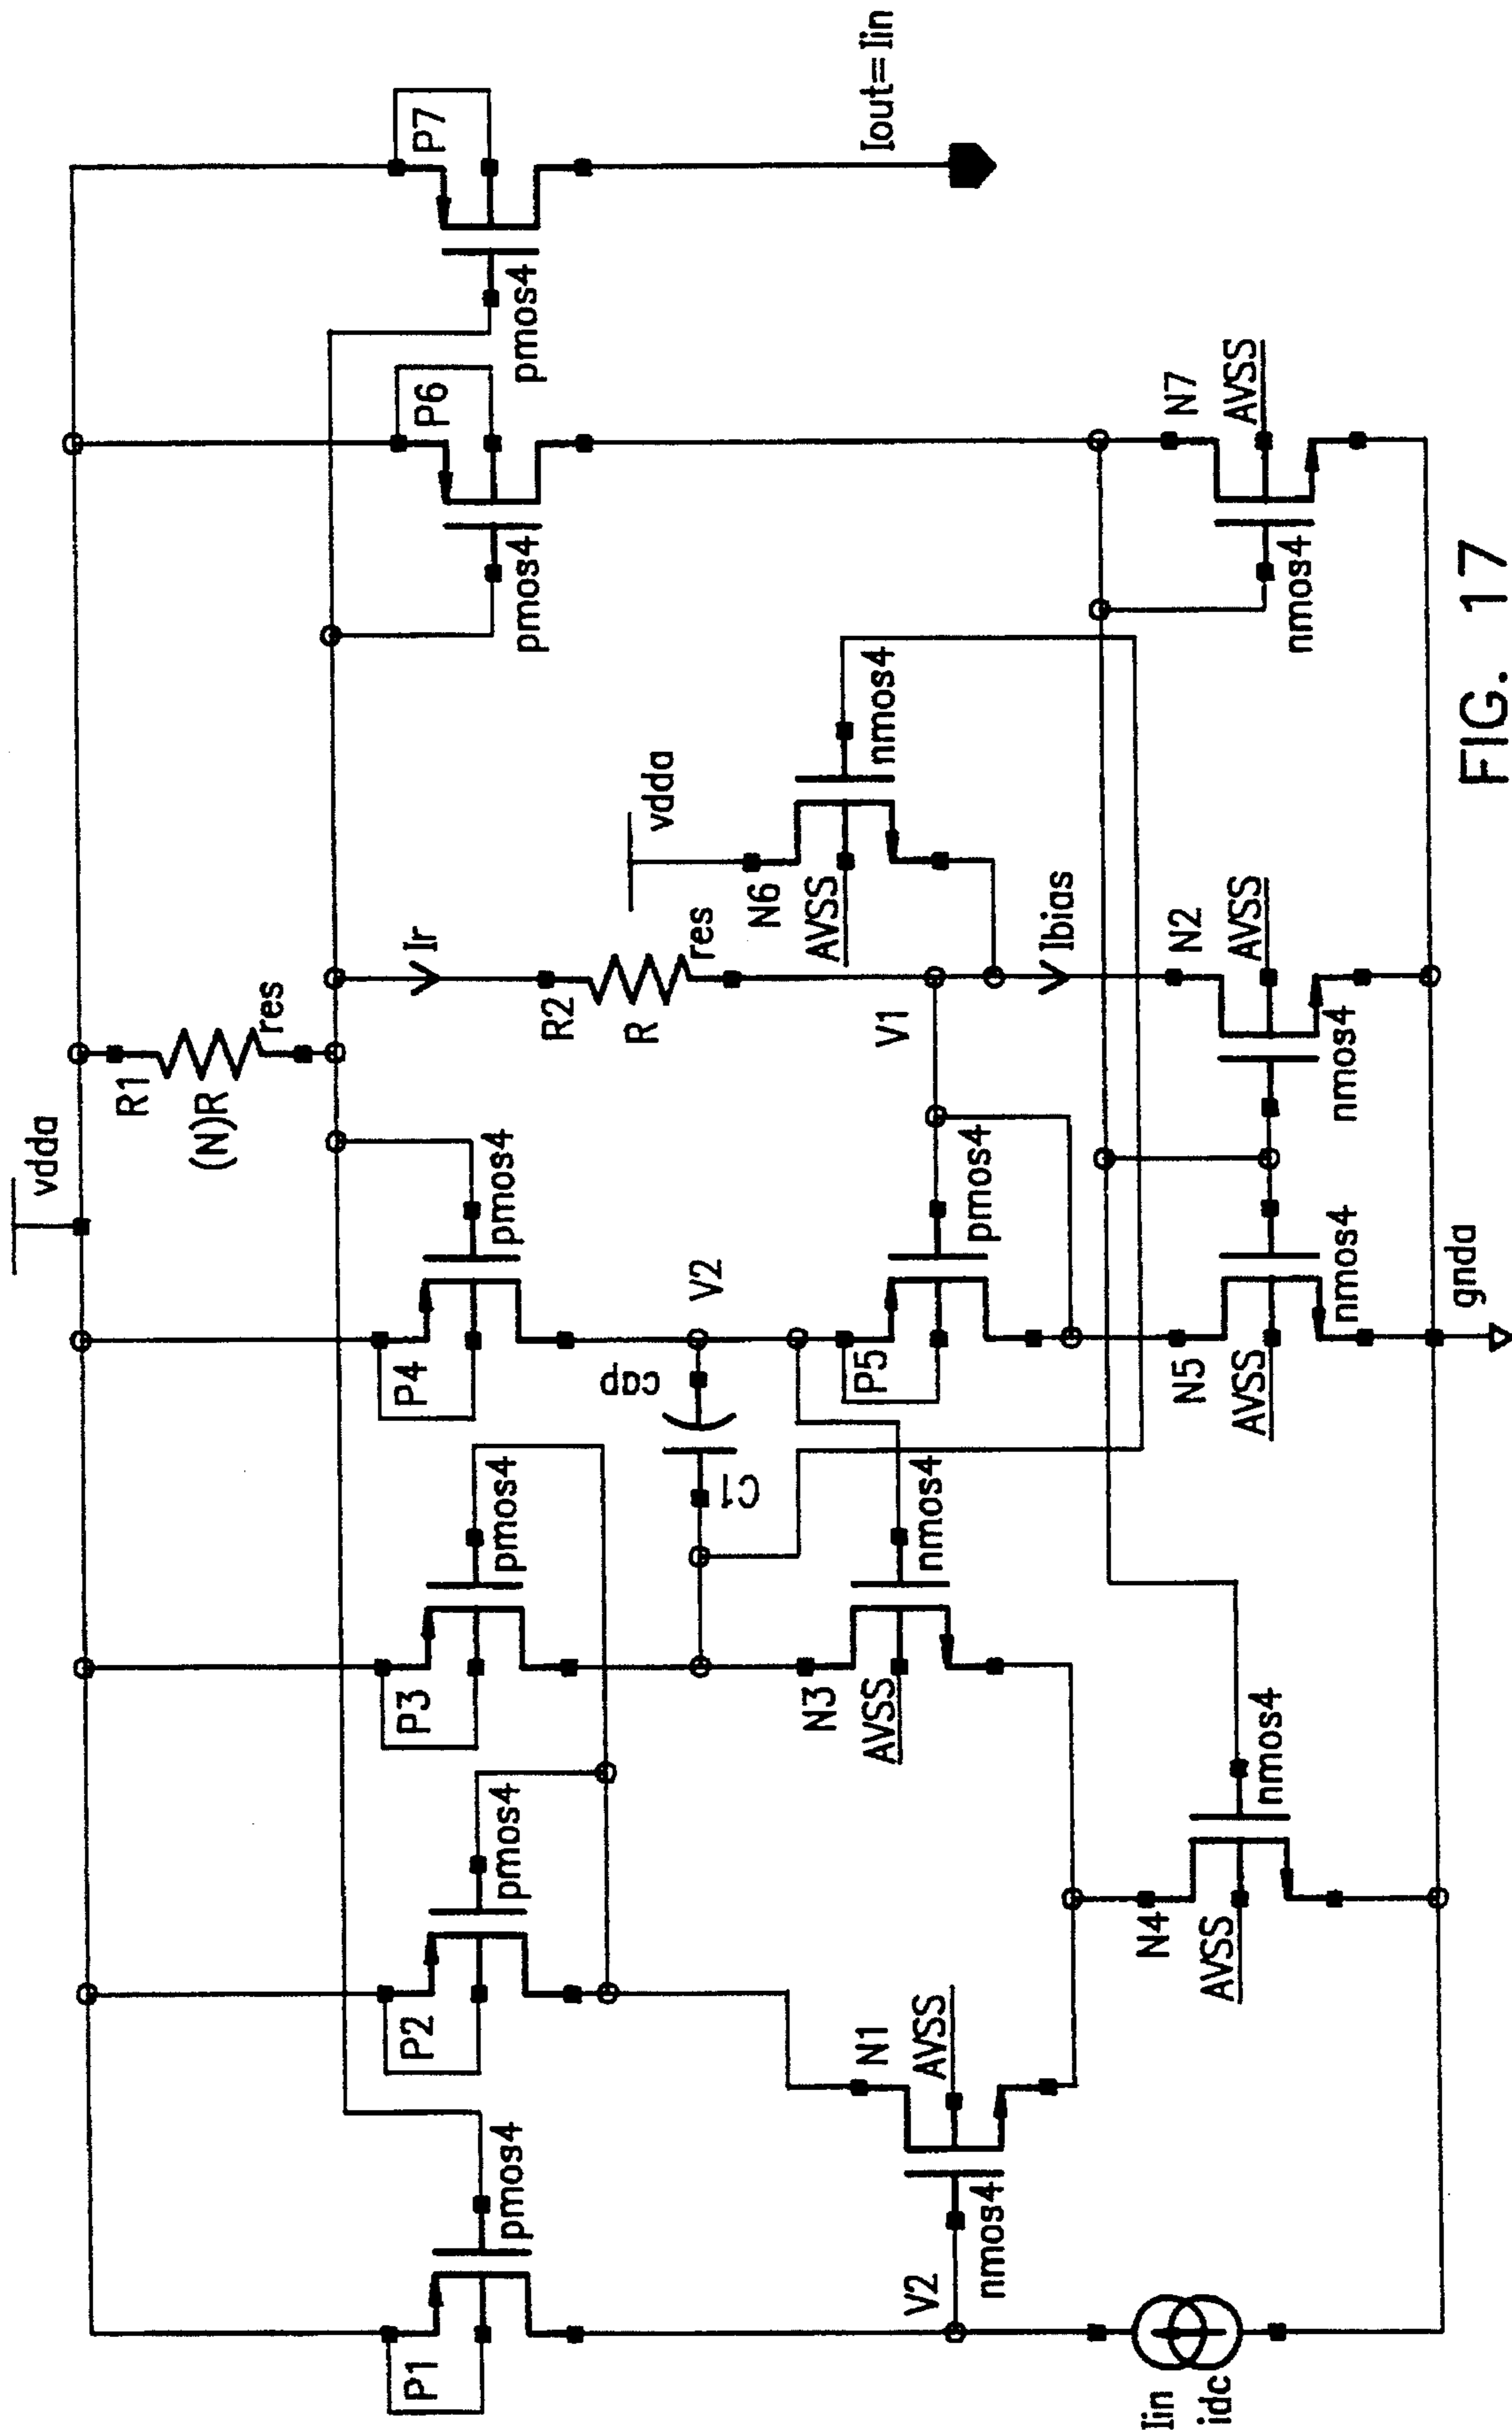 vdda
P1
pmos4
P2
pmos4
P3
pmos4
P4
pmos4
R1
(N)R
res
P6
pmos4
P7
pmos4
V2
cap
C1
Ir
R2
R
res
vdda
N6
AVSS
nmos4
Iout=Iin
V2
N1
AVSS
nmos4
N3
AVSS
nmos4
P5
pmos4
V1
Ibias
Iin
idc
N4
AVSS
nmos4
N5
AVSS
nmos4
N2
AVSS
nmos4
N7
AVSS
nmos4
gnda
FIG. 17